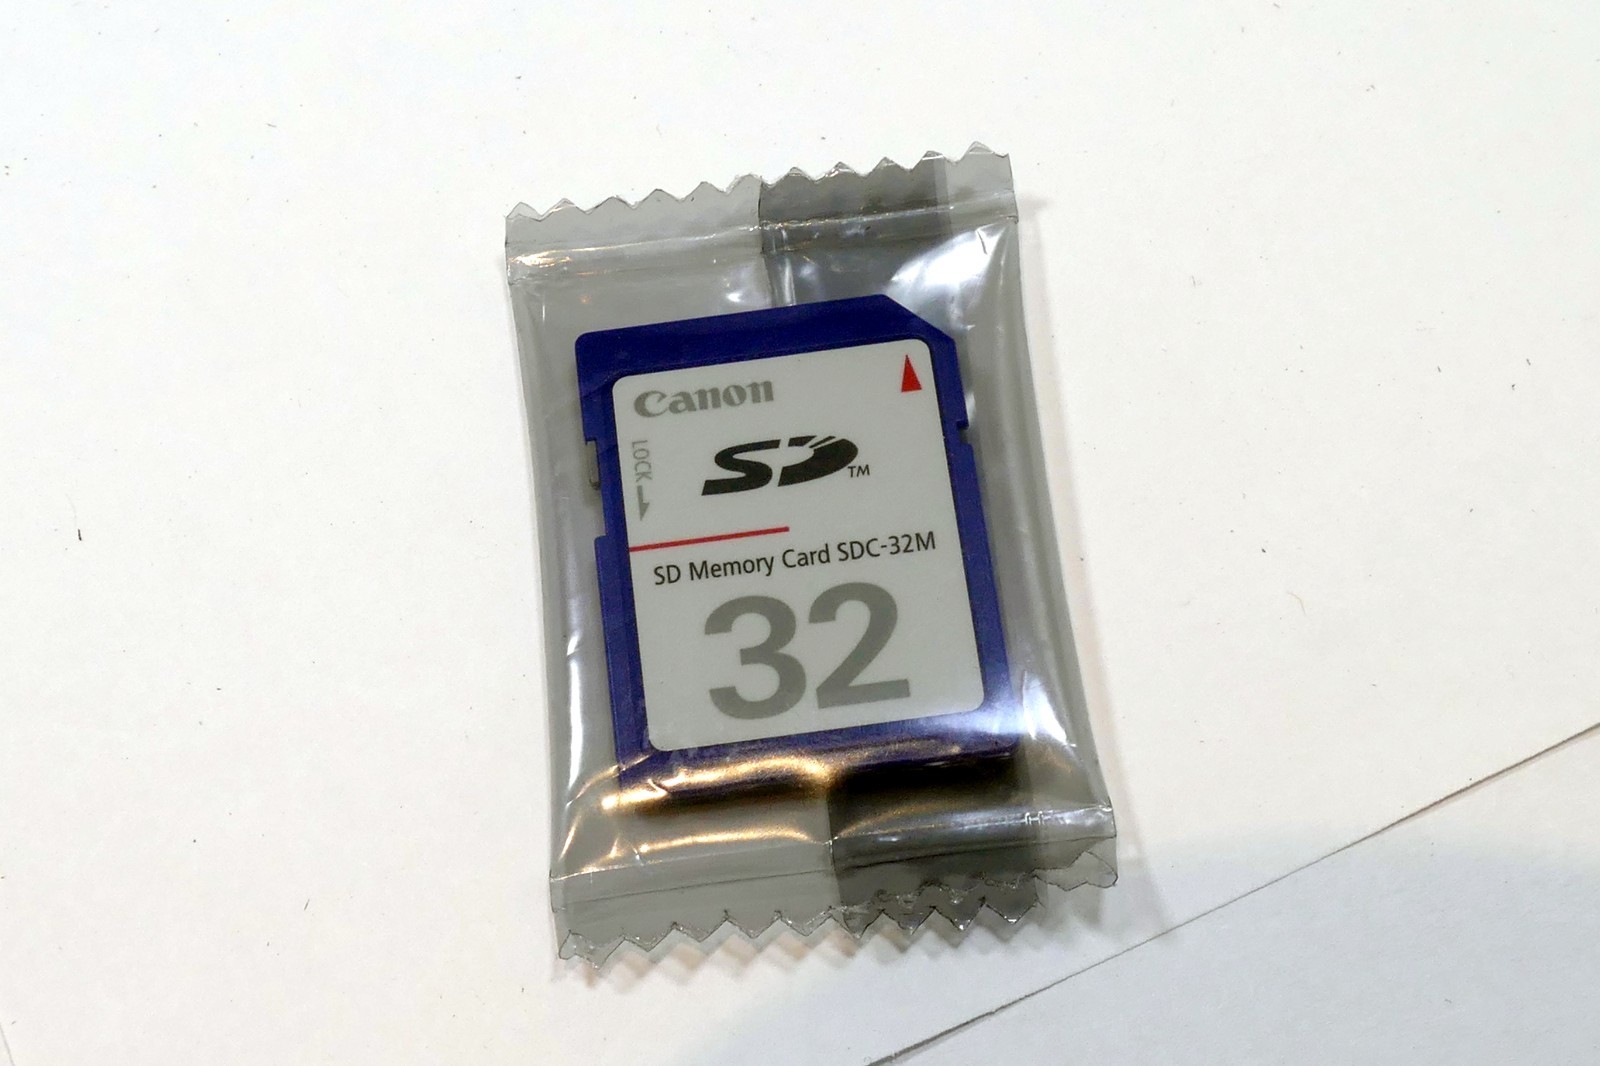 Canon
LOCK
SD™
SD Memory Card SDC-32M
32